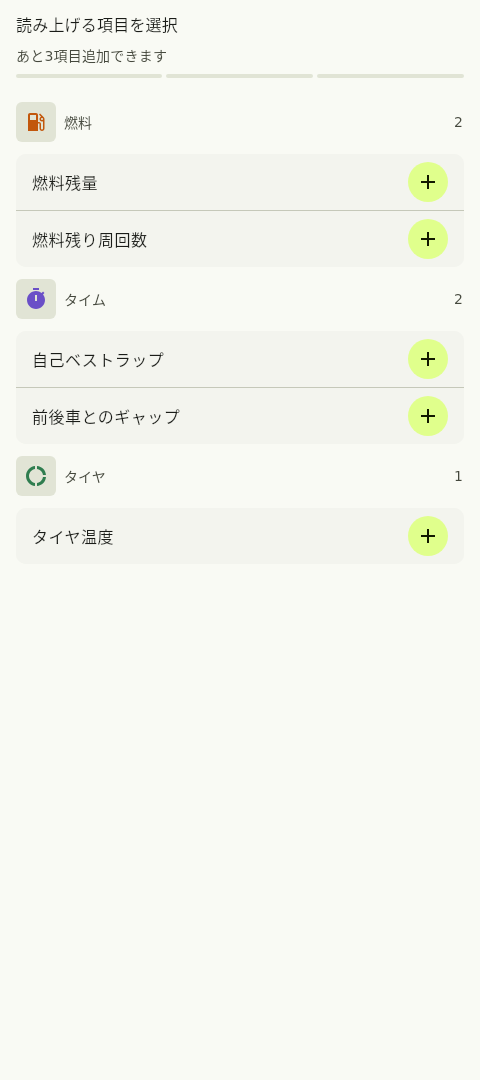 読み上げる項目を選択
あと3項目追加できます
燃料 2
燃料残量
燃料残り周回数
タイム 2
自己ベストラップ
前後車とのギャップ
タイヤ 1
タイヤ温度